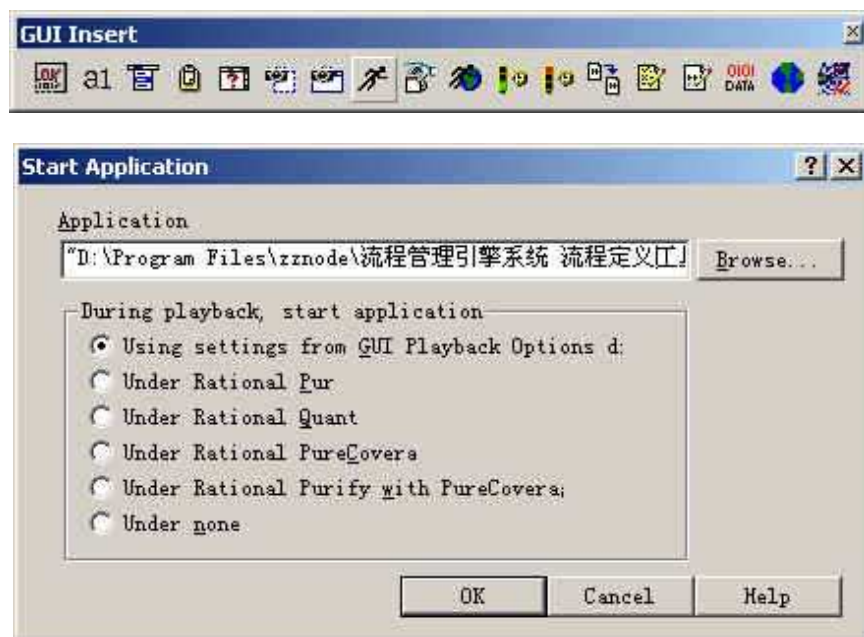 GUI Insert
OK a1 ? OIOI
DATA
Start Application
Application
"D:\Program Files\zznode\流程管理引擎系统 流程定义工
Browse...
During playback, start application
Using settings from GUI Playback Options d:
Under Rational Pur
Under Rational Quant
Under Rational PureCovera
Under Rational Purify with PureCovera;
Under none
OK Cancel Help